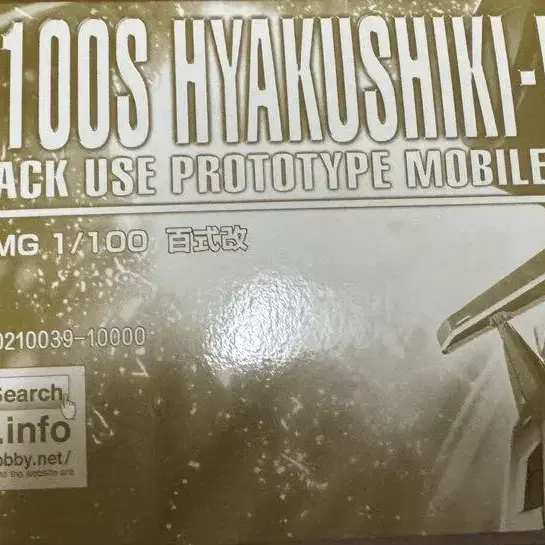 100S HYAKUSHIKI-
ACK USE PROTOTYPE MOBILE
MG 1/100 百式改
0210039-10000
Search
.info
obby.net/